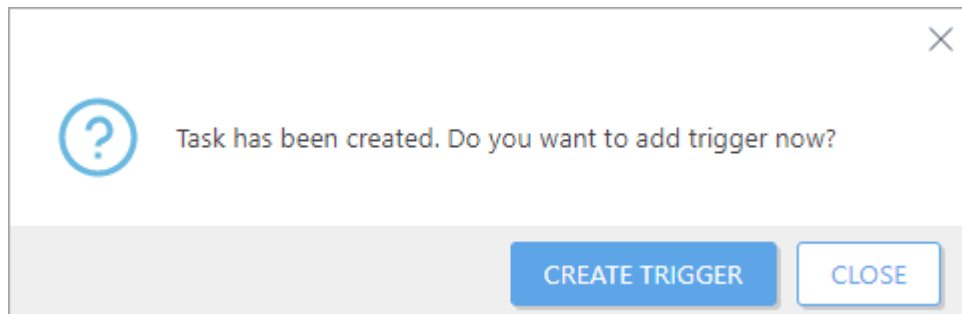 Task has been created. Do you want to add trigger now?
CREATE TRIGGER
CLOSE